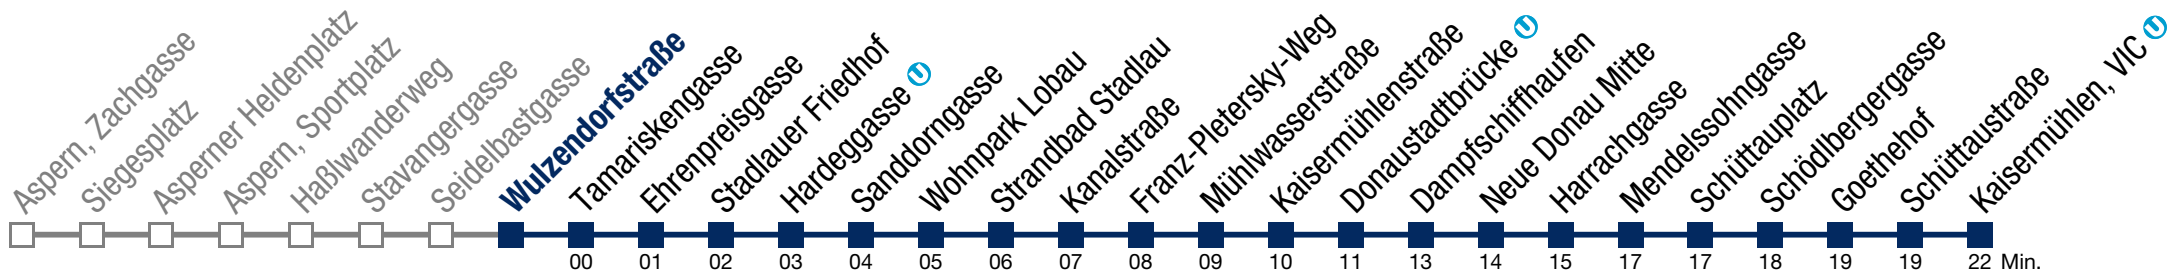 Aspern, Zachgasse
Siegesplatz
Asperner Heldenplatz
Aspern, Sportplatz
Haßlwanderweg
Stavangergasse
Seidelbastgasse
Wulzendorfstraße
Tamariskengasse
Ehrenpreisgasse
Stadlauer Friedhof
Hardeggasse U
Sanddorngasse
Wohnpark Lobau
Strandbad Stadlau
Kanalstraße
Franz-Pletersky-Weg
Mühlwasserstraße
Kaisermühlenstraße
Donaustadtbrücke U
Dampfschiffhaufen
Neue Donau Mitte
Harrachgasse
Mendelssohngasse
Schüttauplatz
Schödlbergergasse
Goethehof
Schüttaustraße
Kaisermühlen, VIC U
00 01 02 03 04 05 06 07 08 09 10 11 13 14 15 17 17 18 19 19 22 Min.